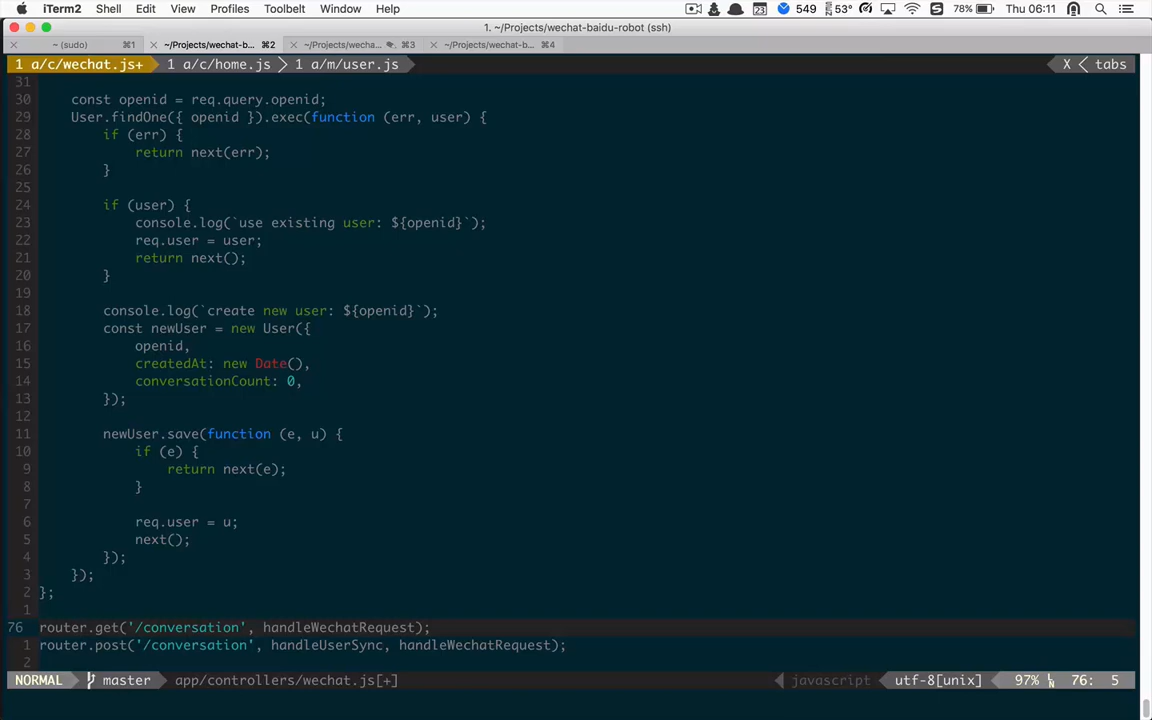 iTerm2 Shell Edit View Profiles Toolbelt Window Help 23 549 53° 78% Thu 06:11
1. ~/Projects/wechat-baidu-robot (ssh)
~ (sudo) ⌘1 ~/Projects/wechat-b... ⌘2 ~/Projects/wecha... ⌘3 ~/Projects/wechat-b... ⌘4
1 a/c/wechat.js+ 1 a/c/home.js 1 a/m/user.js X tabs
31
30 const openid = req.query.openid;
29 User.findOne({ openid }).exec(function (err, user) {
28 if (err) {
27 return next(err);
26 }
25
24 if (user) {
23 console.log(`use existing user: ${openid}`);
22 req.user = user;
21 return next();
20 }
19
18 console.log(`create new user: ${openid}`);
17 const newUser = new User({
16 openid,
15 createdAt: new Date(),
14 conversationCount: 0,
13 });
12
11 newUser.save(function (e, u) {
10 if (e) {
9 return next(e);
8 }
7
6 req.user = u;
5 next();
4 });
3 });
2 };
1
76 router.get('/conversation', handleWechatRequest);
1 router.post('/conversation', handleUserSync, handleWechatRequest);
2
NORMAL master app/controllers/wechat.js[+] javascript utf-8[unix] 97% 76: 5